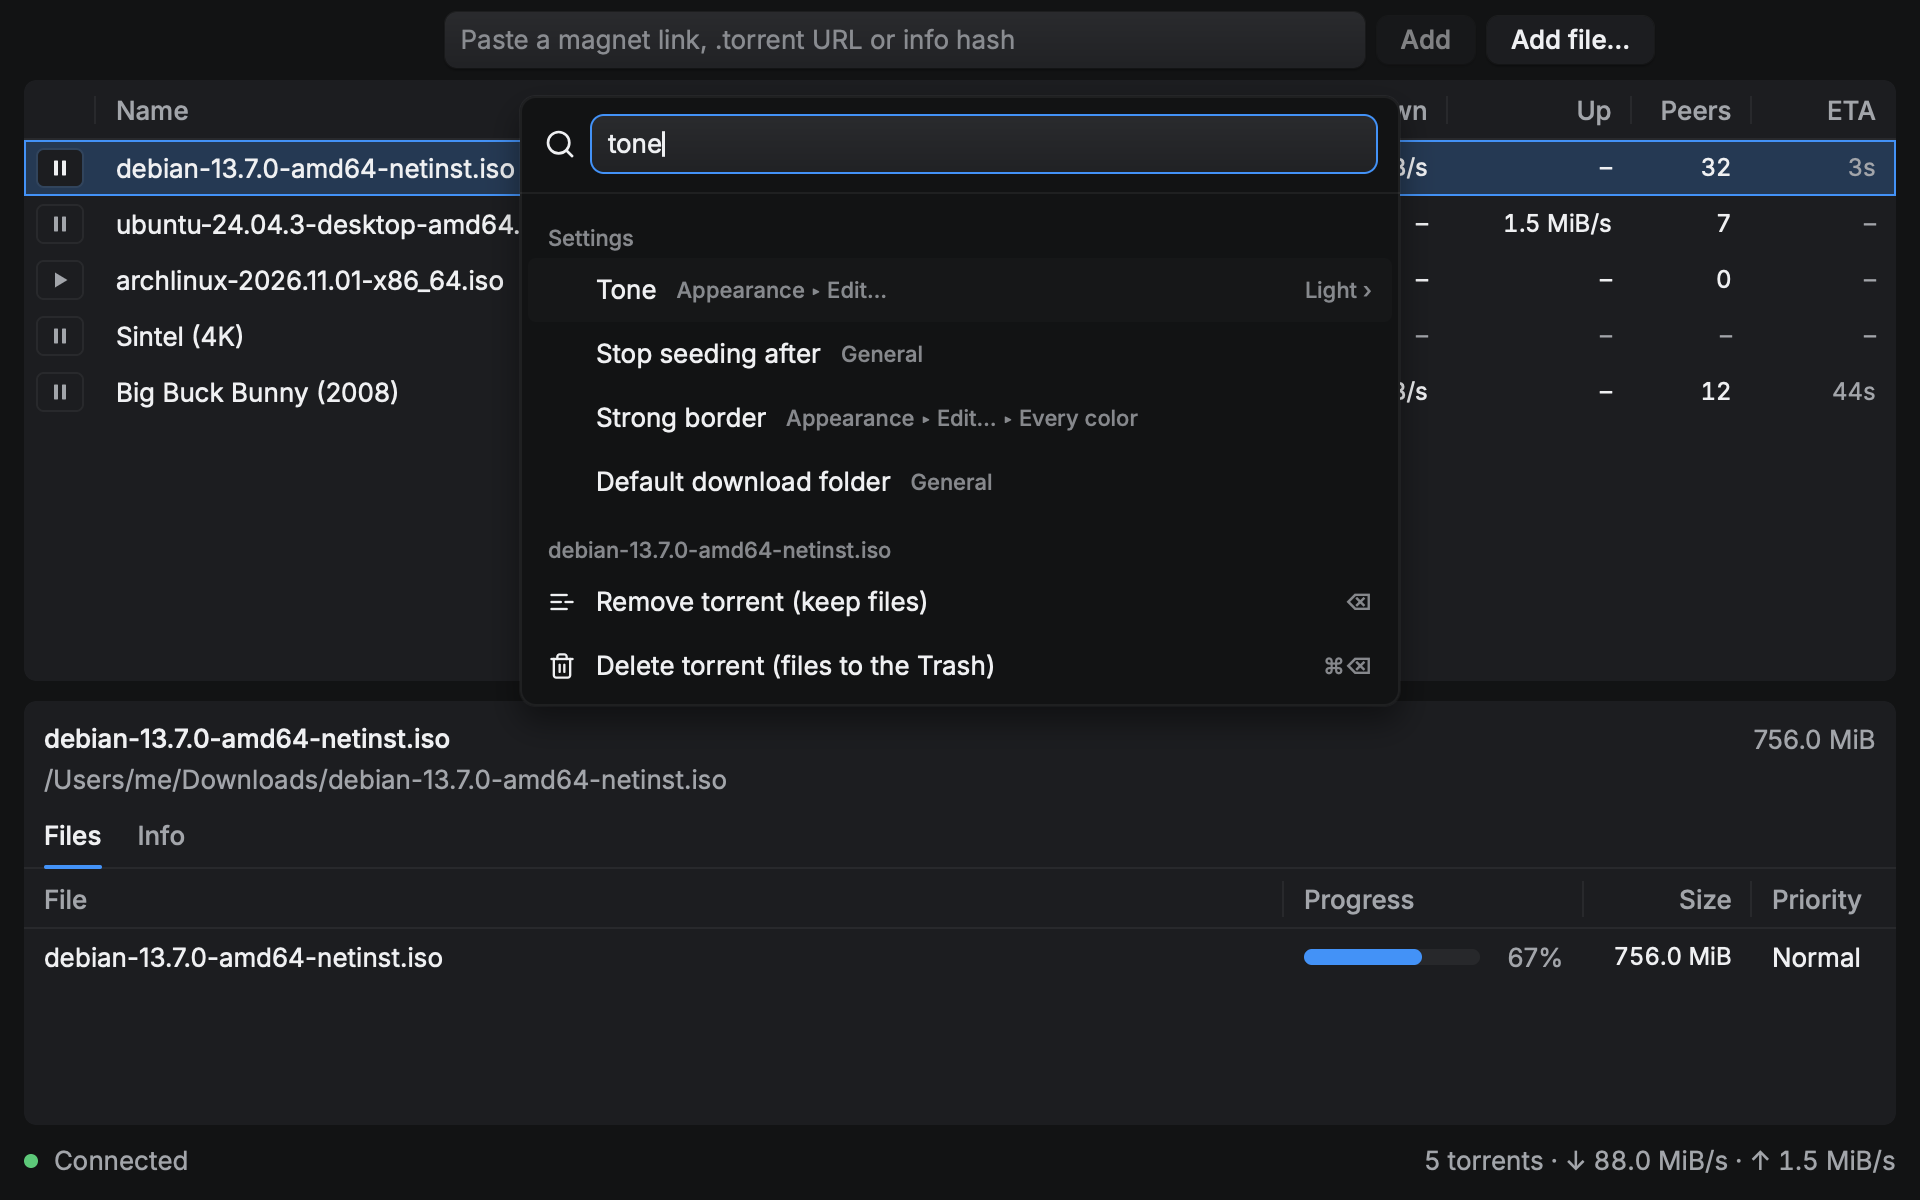 Paste a magnet link, .torrent URL or info hash
Add
Add file...
Name
Up
Peers
ETA
debian-13.7.0-amd64-netinst.iso
–
32
3s
ubuntu-24.04.3-desktop-amd64.
–
1.5 MiB/s
7
–
archlinux-2026.11.01-x86_64.iso
–
–
0
–
Sintel (4K)
–
–
–
–
Big Buck Bunny (2008)
–
12
44s
tone
Settings
Tone Appearance ▸ Edit... Light ›
Stop seeding after General
Strong border Appearance ▸ Edit... ▸ Every color
Default download folder General
debian-13.7.0-amd64-netinst.iso
Remove torrent (keep files) ⌫
Delete torrent (files to the Trash) ⌘⌫
debian-13.7.0-amd64-netinst.iso
756.0 MiB
/Users/me/Downloads/debian-13.7.0-amd64-netinst.iso
Files Info
File Progress Size Priority
debian-13.7.0-amd64-netinst.iso 67% 756.0 MiB Normal
Connected
5 torrents · ↓ 88.0 MiB/s · ↑ 1.5 MiB/s